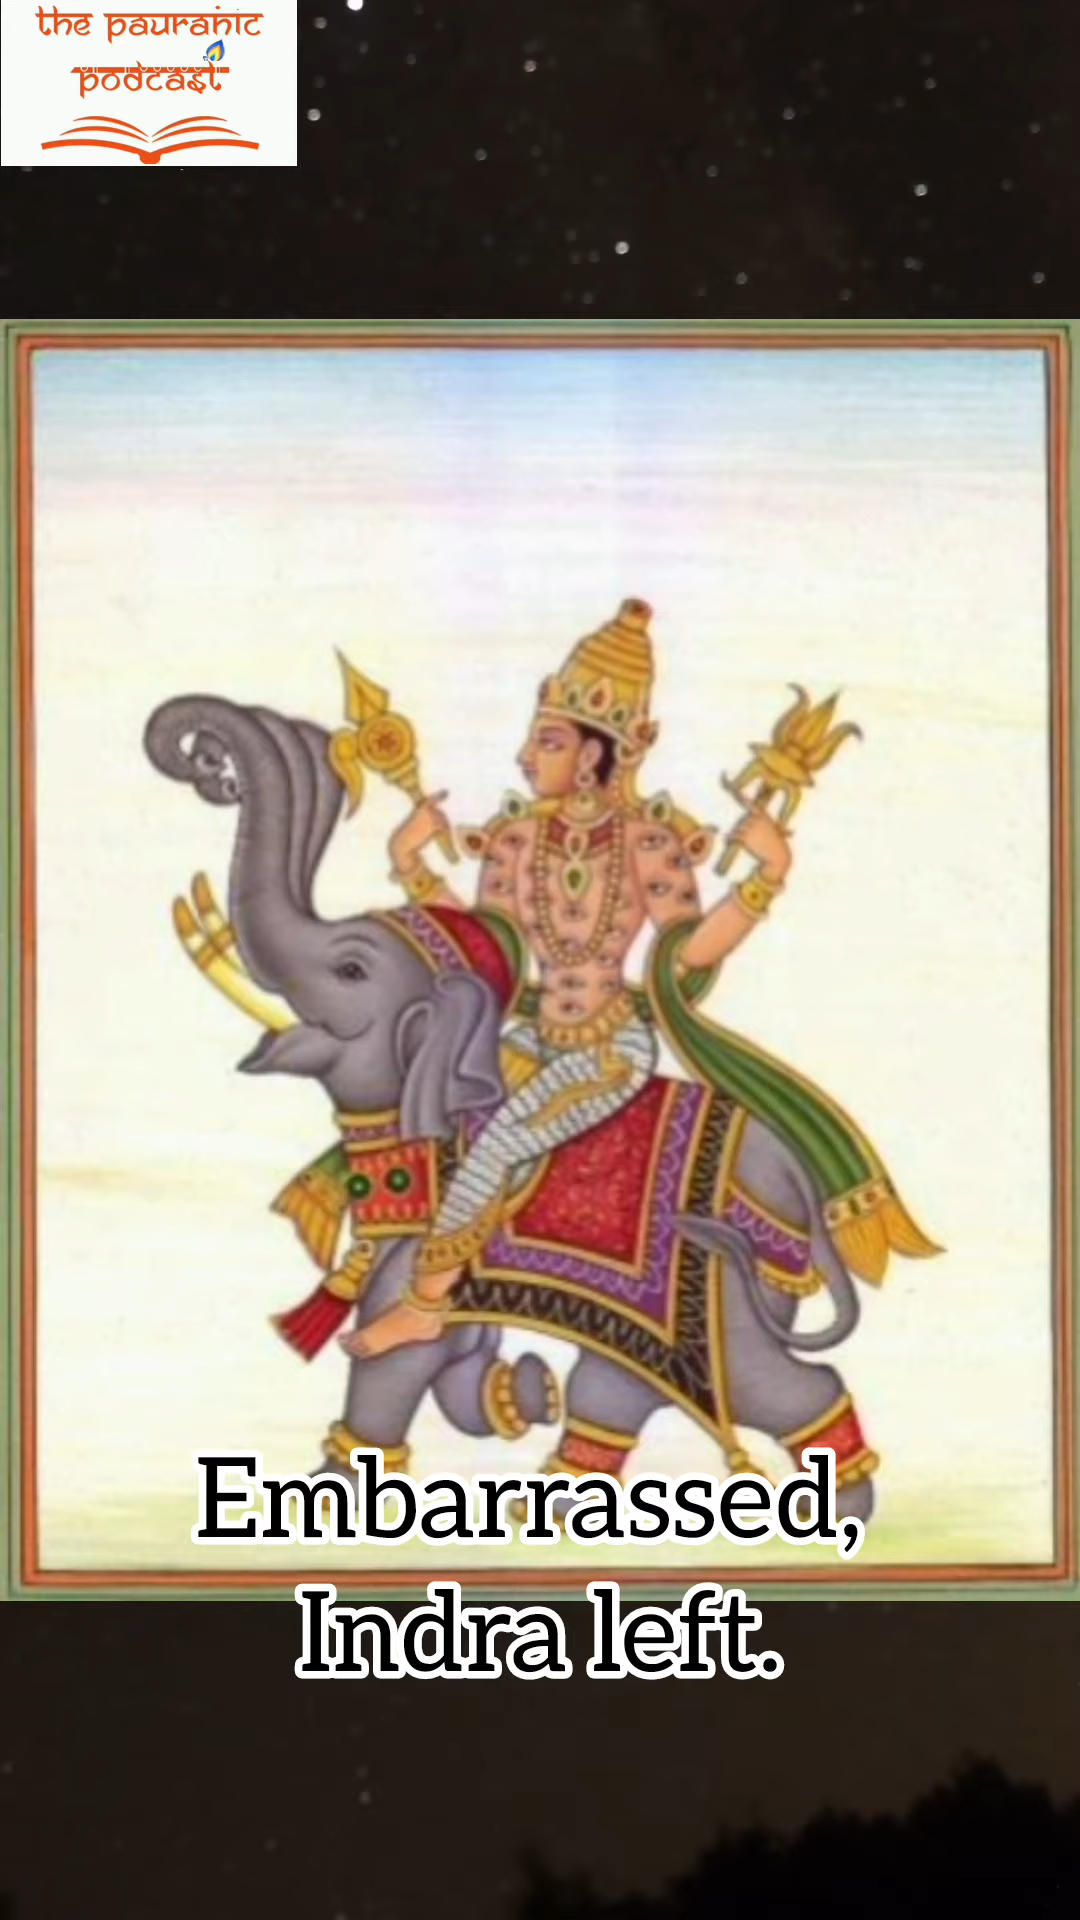 the pauranic
podcast
Embarrassed,
Indra left.